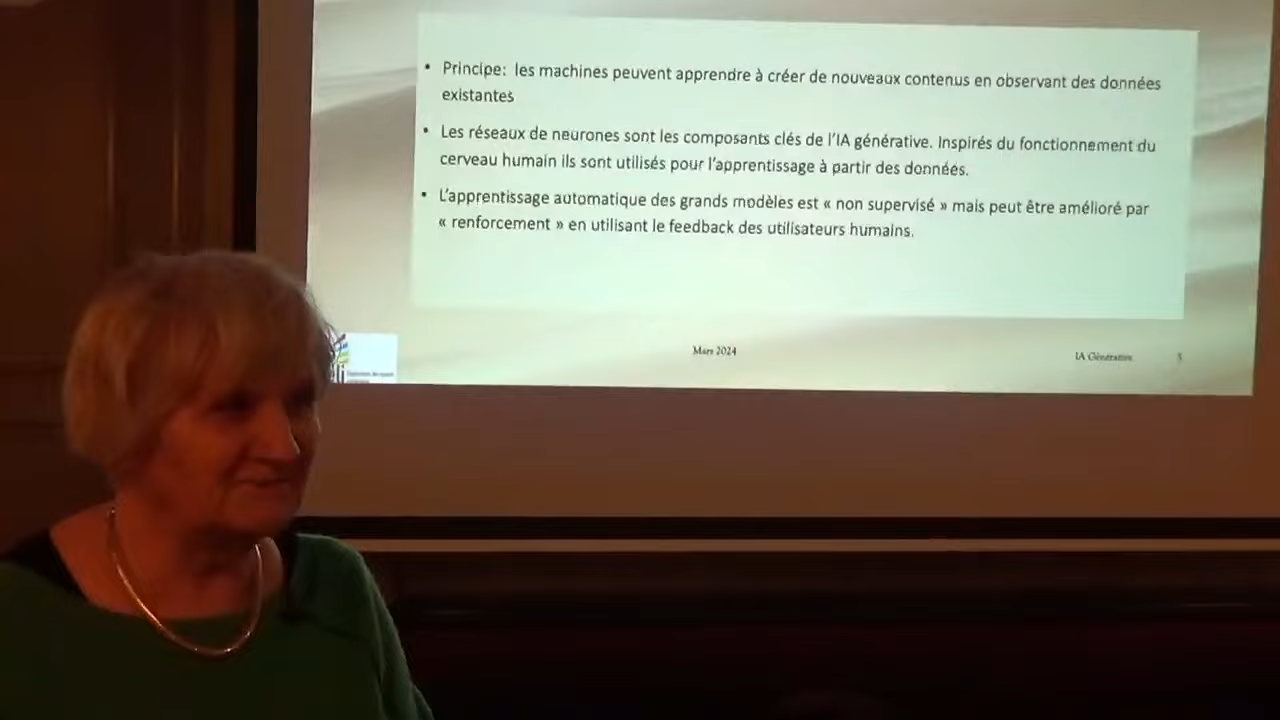 • Principe: les machines peuvent apprendre à créer de nouveaux contenus en observant des données
existantes
• Les réseaux de neurones sont les composants clés de l'IA générative. Inspirés du fonctionnement du
cerveau humain ils sont utilisés pour l'apprentissage à partir des données.
• L'apprentissage automatique des grands modèles est « non supervisé » mais peut être amélioré par
« renforcement » en utilisant le feedback des utilisateurs humains.
Mars 2024
IA Générative